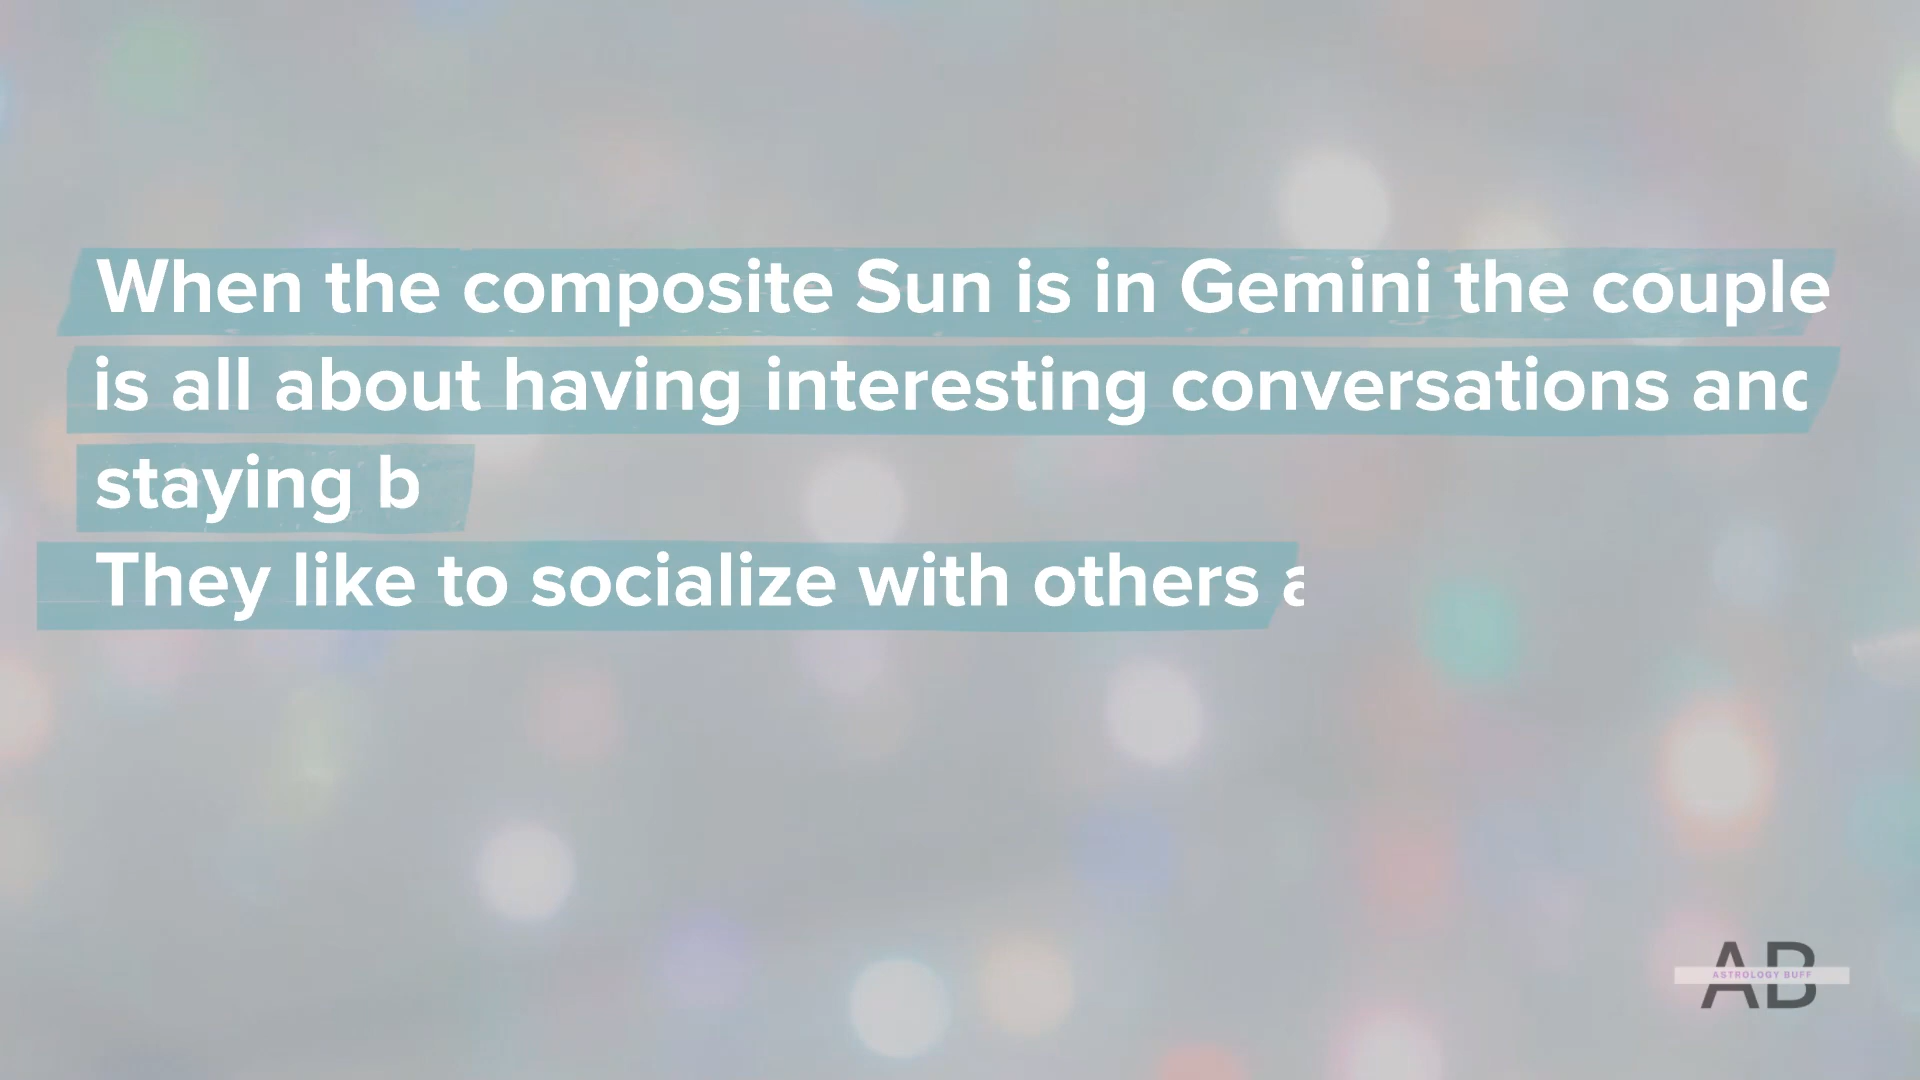 When the composite Sun is in Gemini the couple
is all about having interesting conversations and
staying b
They like to socialize with others a
AB
ASTROLOGY BUFF